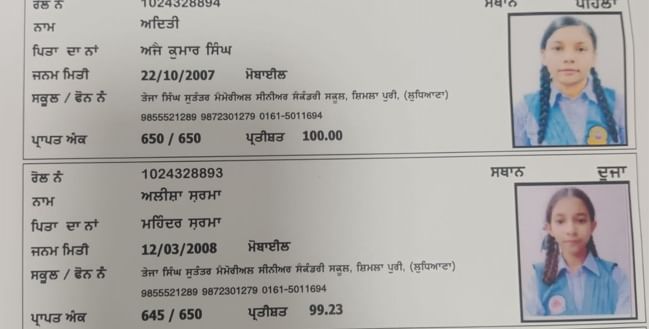 ਰੋਲ ਨੰ 1024328894 ਸਥਾਨ ਪਹਿਲਾ
ਨਾਮ ਅਦਿਤੀ
ਪਿਤਾ ਦਾ ਨਾਂ ਅਜੈ ਕੁਮਾਰ ਸਿੰਘ
ਜਨਮ ਮਿਤੀ 22/10/2007 ਮੋਬਾਈਲ
ਸਕੂਲ / ਫੋਨ ਨੰ ਤੇਜਾ ਸਿੰਘ ਸੁਤੰਤਰ ਮੈਮੋਰੀਅਲ ਸੀਨੀਅਰ ਸੈਕੰਡਰੀ ਸਕੂਲ, ਸ਼ਿਮਲਾ ਪੁਰੀ, (ਲੁਧਿਆਣਾ)
9855521289 9872301279 0161-5011694
ਪ੍ਰਾਪਤ ਅੰਕ 650 / 650 ਪ੍ਰਤੀਸ਼ਤ 100.00
ਰੋਲ ਨੰ 1024328893 ਸਥਾਨ ਦੂਜਾ
ਨਾਮ ਅਲੀਸ਼ਾ ਸ਼ਰਮਾ
ਪਿਤਾ ਦਾ ਨਾਂ ਮਹਿੰਦਰ ਸ਼ਰਮਾ
ਜਨਮ ਮਿਤੀ 12/03/2008 ਮੋਬਾਈਲ
ਸਕੂਲ / ਫੋਨ ਨੰ ਤੇਜਾ ਸਿੰਘ ਸੁਤੰਤਰ ਮੈਮੋਰੀਅਲ ਸੀਨੀਅਰ ਸੈਕੰਡਰੀ ਸਕੂਲ, ਸ਼ਿਮਲਾ ਪੁਰੀ, (ਲੁਧਿਆਣਾ)
9855521289 9872301279 0161-5011694
ਪ੍ਰਾਪਤ ਅੰਕ 645 / 650 ਪ੍ਰਤੀਸ਼ਤ 99.23